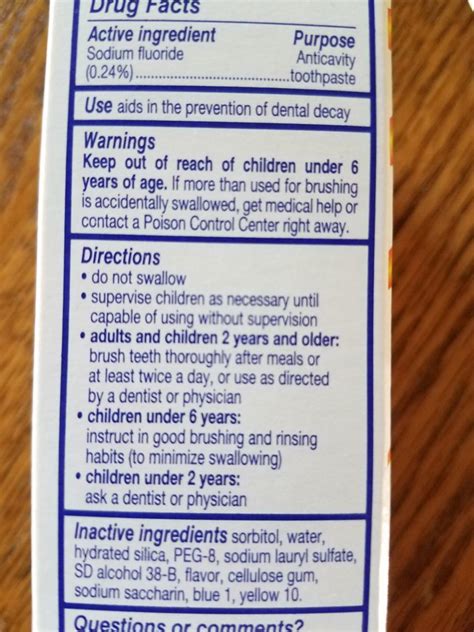 Drug Facts
Active ingredient Purpose
Sodium fluoride Anticavity
(0.24%)..............................toothpaste
Use aids in the prevention of dental decay
Warnings
Keep out of reach of children under 6
years of age. If more than used for brushing
is accidentally swallowed, get medical help or
contact a Poison Control Center right away.
Directions
• do not swallow
• supervise children as necessary until
capable of using without supervision
• adults and children 2 years and older:
brush teeth thoroughly after meals or
at least twice a day, or use as directed
by a dentist or physician
• children under 6 years:
instruct in good brushing and rinsing
habits (to minimize swallowing)
• children under 2 years:
ask a dentist or physician
Inactive ingredients sorbitol, water,
hydrated silica, PEG-8, sodium lauryl sulfate,
SD alcohol 38-B, flavor, cellulose gum,
sodium saccharin, blue 1, yellow 10.
Questions or comments?